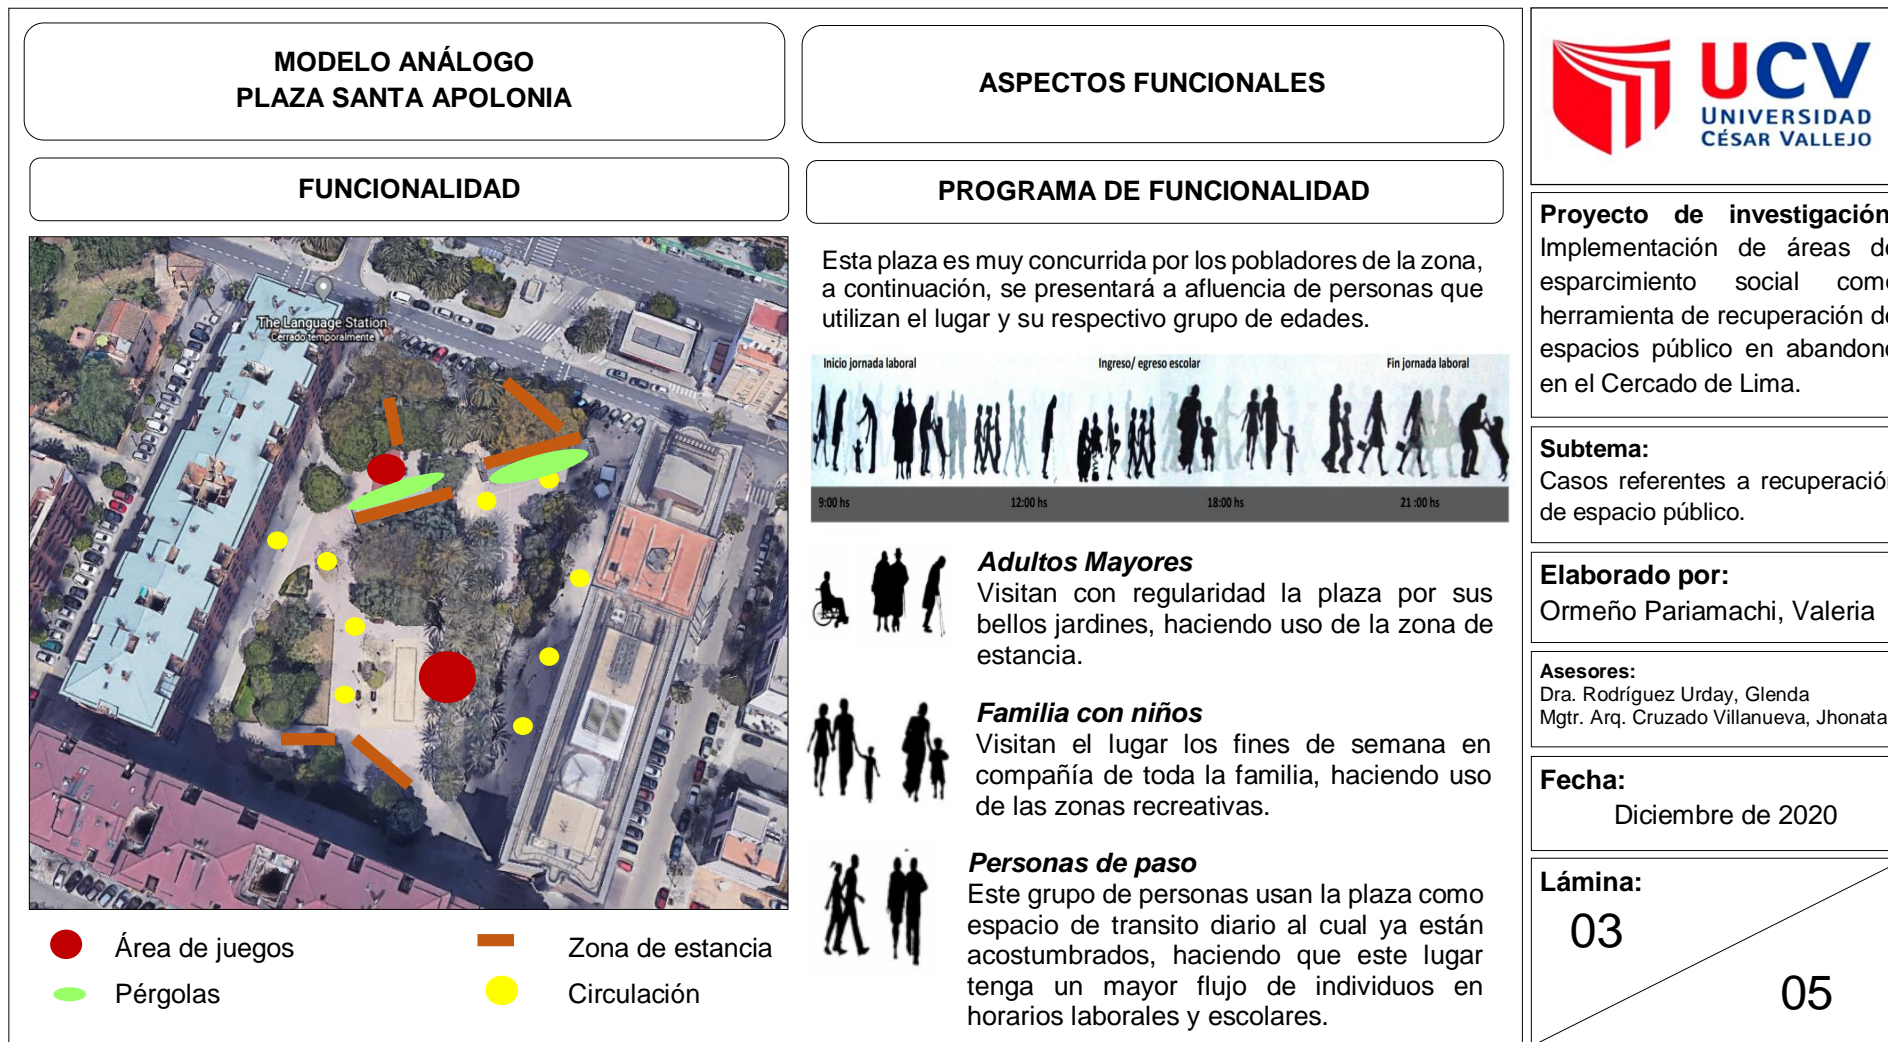 MODELO ANÁLOGO
PLAZA SANTA APOLONIA
ASPECTOS FUNCIONALES
FUNCIONALIDAD
PROGRAMA DE FUNCIONALIDAD
The Language Station
Cerrado temporalmente
Área de juegos
Zona de estancia
Pérgolas
Circulación
Esta plaza es muy concurrida por los pobladores de la zona,
a continuación, se presentará a afluencia de personas que
utilizan el lugar y su respectivo grupo de edades.
Inicio jornada laboral
Ingreso/ egreso escolar
Fin jornada laboral
9:00 hs
12:00 hs
18:00 hs
21 :00 hs
Adultos Mayores
Visitan con regularidad la plaza por sus
bellos jardines, haciendo uso de la zona de
estancia.
Familia con niños
Visitan el lugar los fines de semana en
compañía de toda la familia, haciendo uso
de las zonas recreativas.
Personas de paso
Este grupo de personas usan la plaza como
espacio de transito diario al cual ya están
acostumbrados, haciendo que este lugar
tenga un mayor flujo de individuos en
horarios laborales y escolares.
UCV
UNIVERSIDAD
CÉSAR VALLEJO
Proyecto de investigación
Implementación de áreas de
esparcimiento social como
herramienta de recuperación de
espacios público en abandono
en el Cercado de Lima.
Subtema:
Casos referentes a recuperación
de espacio público.
Elaborado por:
Ormeño Pariamachi, Valeria
Asesores:
Dra. Rodríguez Urday, Glenda
Mgtr. Arq. Cruzado Villanueva, Jhonata
Fecha:
Diciembre de 2020
Lámina:
03
05